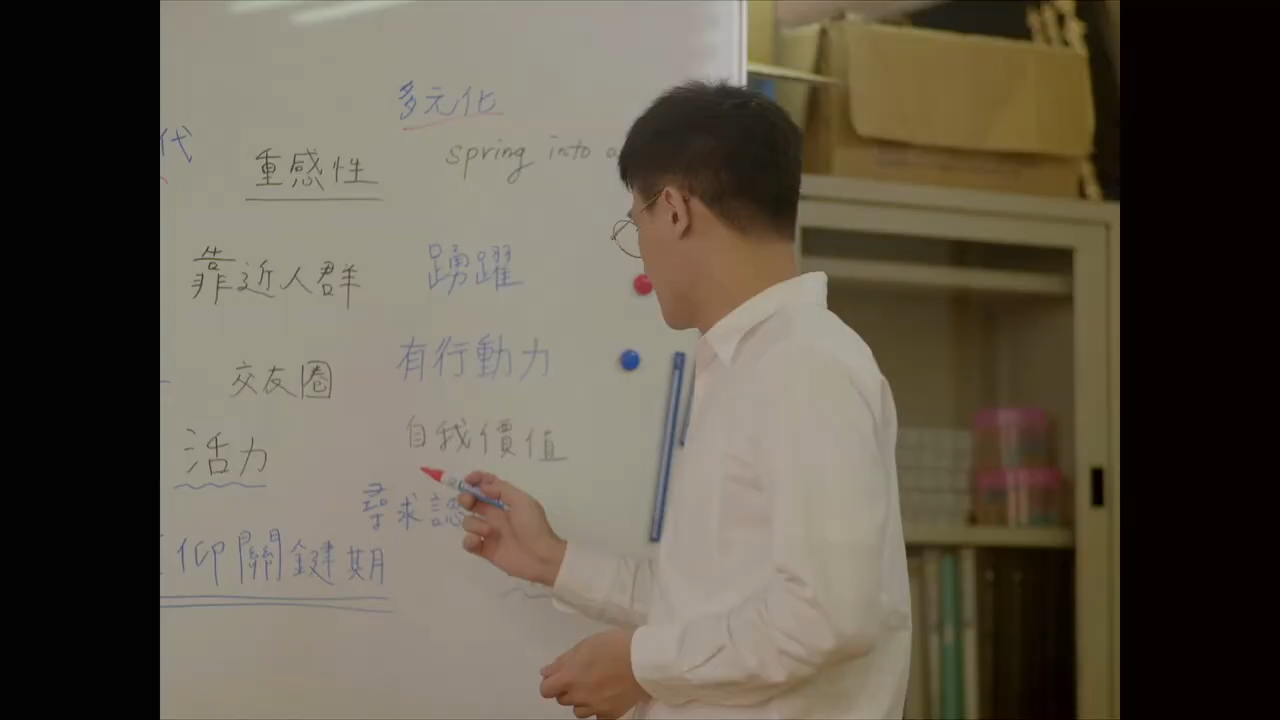 多元化
代
重感性
spring into
靠近人群
踴躍
交友圈
有行動力
活力
自我價值
尋求認
仰關鍵期